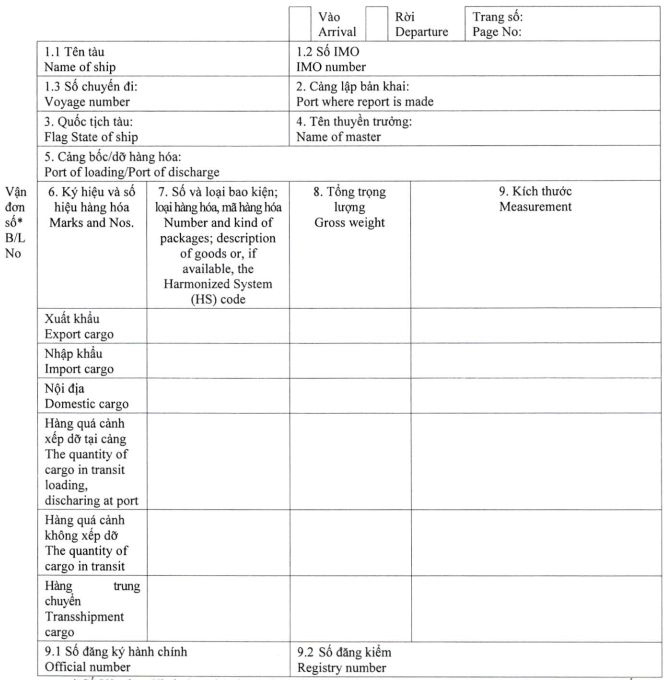 Vào
Arrival
Rời
Departure
Trang số:
Page No:
1.1 Tên tàu
Name of ship
1.2 Số IMO
IMO number
1.3 Số chuyến đi:
Voyage number
2. Cảng lập bản khai:
Port where report is made
3. Quốc tịch tàu:
Flag State of ship
4. Tên thuyền trưởng:
Name of master
5. Cảng bốc/dỡ hàng hóa:
Port of loading/Port of discharge
Vận
đơn
số*
B/L
No
6. Ký hiệu và số
hiệu hàng hóa
Marks and Nos.
7. Số và loại bao kiện;
loại hàng hóa, mã hàng hóa
Number and kind of
packages; description
of goods or, if
available, the
Harmonized System
(HS) code
8. Tổng trọng
lượng
Gross weight
9. Kích thước
Measurement
Xuất khẩu
Export cargo
Nhập khẩu
Import cargo
Nội địa
Domestic cargo
Hàng quá cảnh
xếp dỡ tại cảng
The quantity of
cargo in transit
loading,
discharing at port
Hàng quá cảnh
không xếp dỡ
The quantity of
cargo in transit
Hàng trung
chuyển
Transshipment
cargo
9.1 Số đăng ký hành chính
Official number
9.2 Số đăng kiểm
Registry number